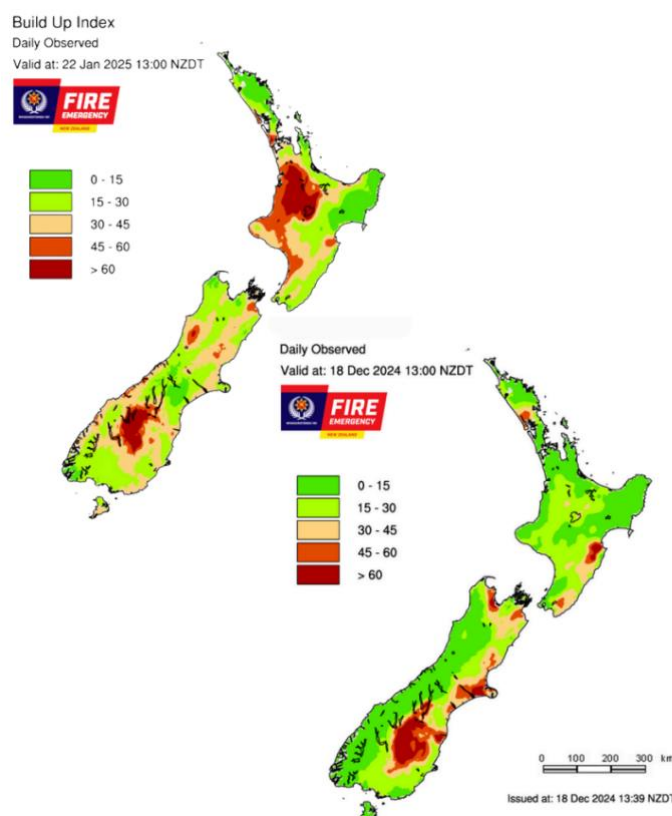 Build Up Index
Daily Observed
Valid at: 22 Jan 2025 13:00 NZDT
FIRE
EMERGENCY
NEW ZEALAND
0 - 15
15 - 30
30 - 45
45 - 60
> 60
Daily Observed
Valid at: 18 Dec 2024 13:00 NZDT
FIRE
EMERGENCY
NEW ZEALAND
0 - 15
15 - 30
30 - 45
45 - 60
> 60
0 100 200 300 km
Issued at: 18 Dec 2024 13:39 NZDT